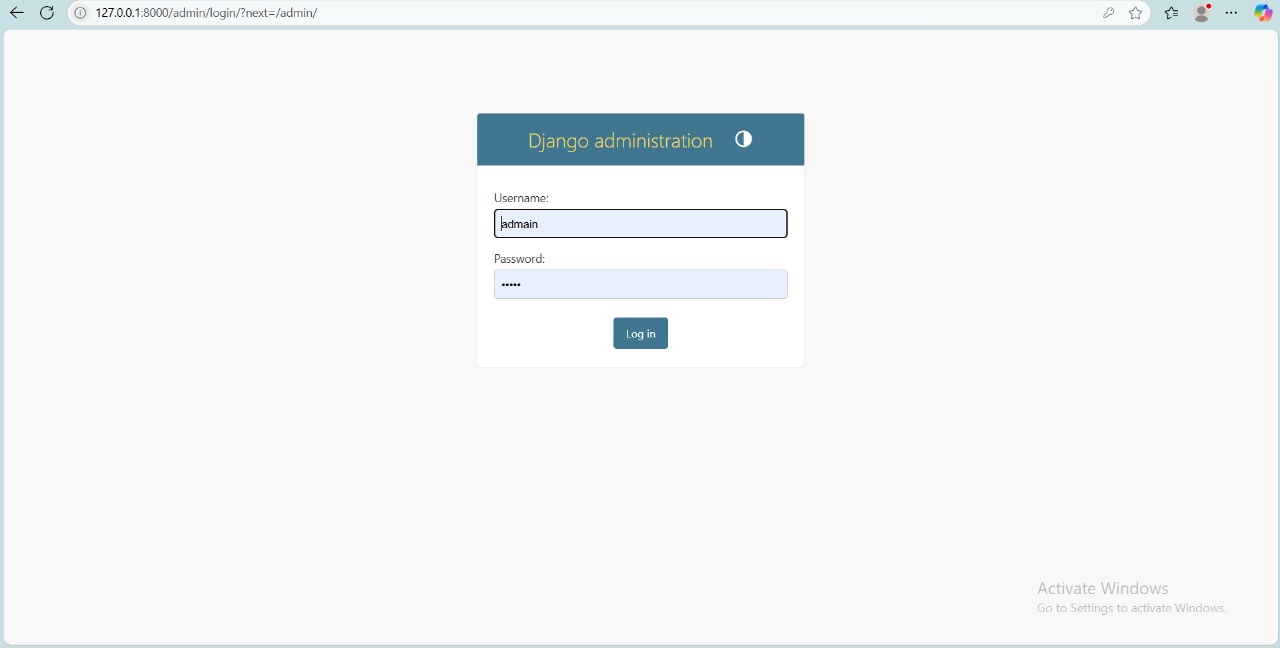 127.0.0.1:8000/admin/login/?next=/admin/
Django administration
Username:
admain
Password:
•••••
Log in
Activate Windows
Go to Settings to activate Windows.